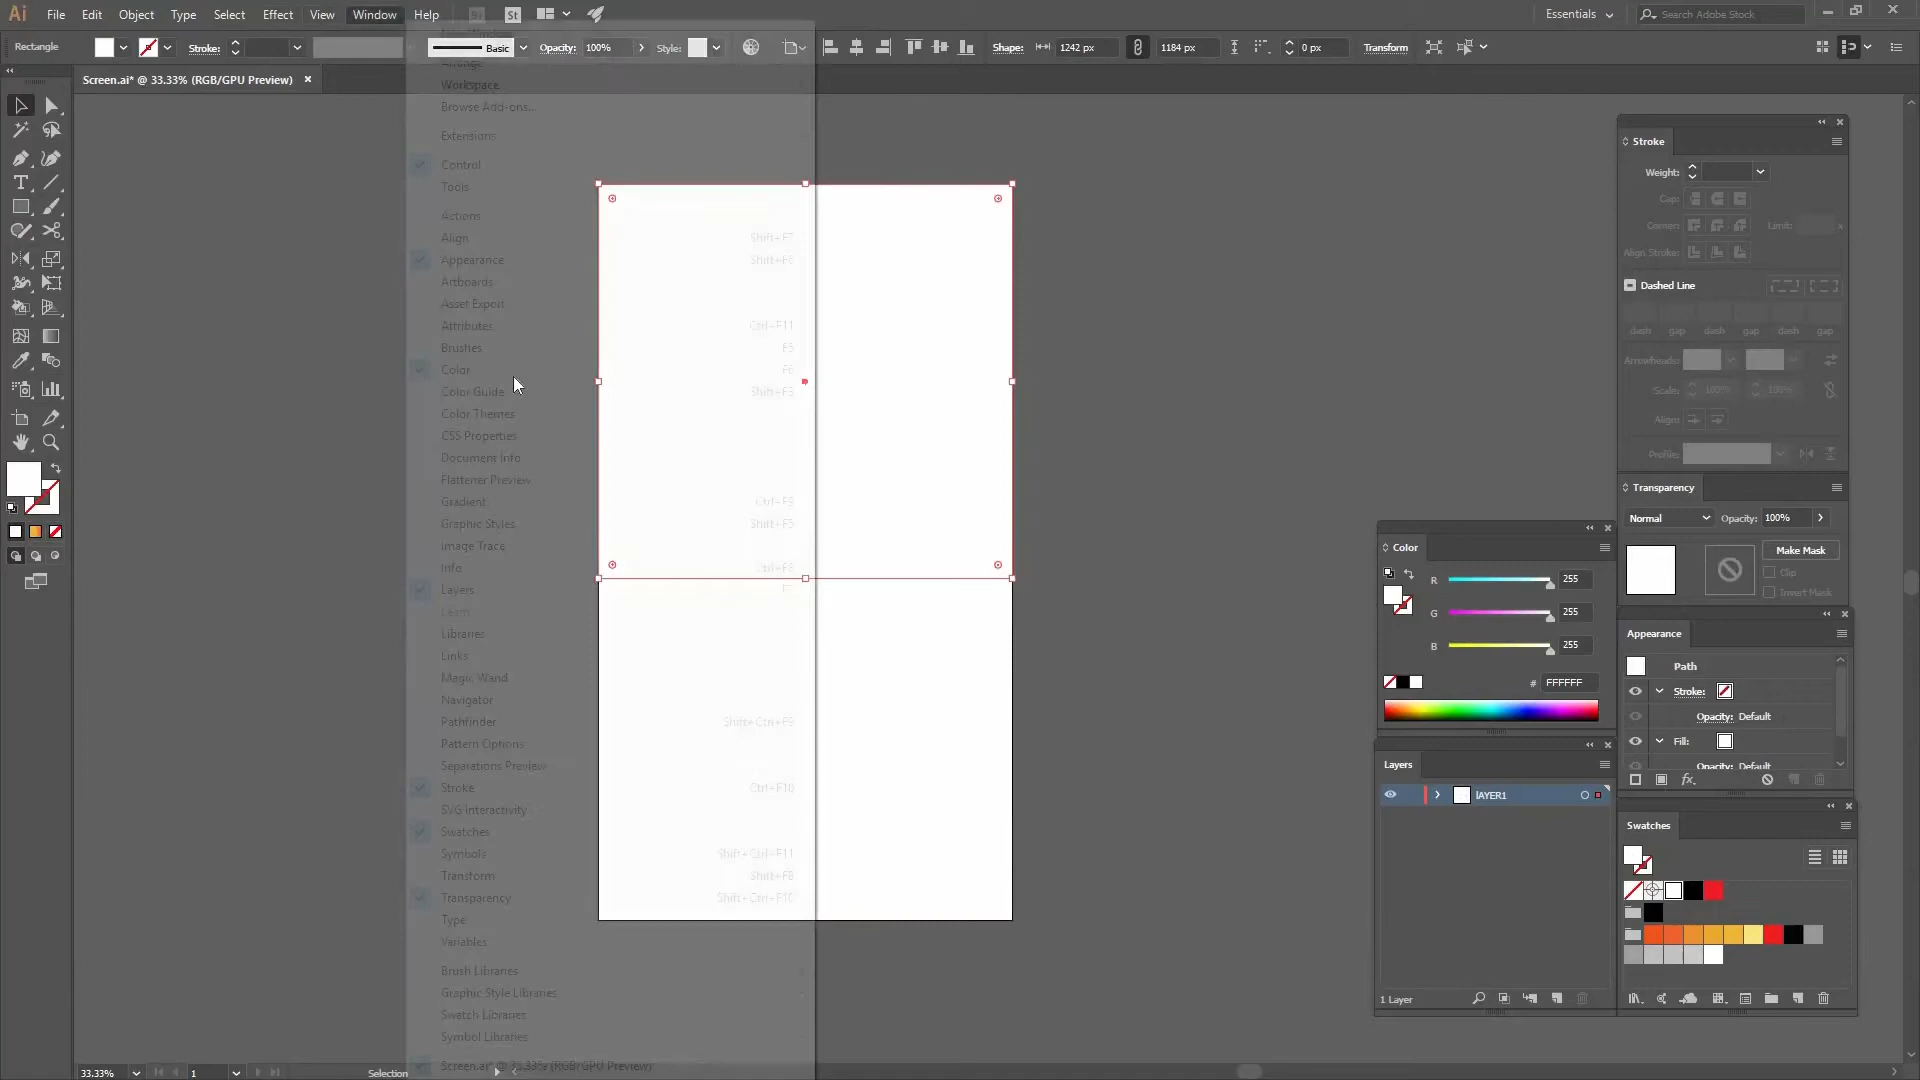 Ai File Edit Object Type Select Effect View Window Help Br St Essentials Search Adobe Stock
Rectangle Stroke: Basic Opacity: 100% Style: Shape: 1242 px 1184 px 0 px Transform
Arrange
Screen.ai* @ 33.33% (RGB/GPU Preview) ×
Workspace
Browse Add-ons...
Extensions
Control
Tools
Actions
Align Shift+F7
Appearance Shift+F6
Artboards
Asset Export
Attributes Ctrl+F11
Brushes F5
Color F6
Color Guide Shift+F3
Color Themes
CSS Properties
Document Info
Flattener Preview
Gradient Ctrl+F9
Graphic Styles Shift+F5
Image Trace
Info Ctrl+F8
Layers
Learn
Libraries
Links
Magic Wand
Navigator
Pathfinder Shift+Ctrl+F9
Pattern Options
Separations Preview
Stroke Ctrl+F10
SVG Interactivity
Swatches
Symbols Shift+Ctrl+F11
Transform Shift+F8
Transparency Shift+Ctrl+F10
Type
Variables
Brush Libraries
Graphic Style Libraries
Swatch Libraries
Symbol Libraries
Screen.ai* @ 33.33% (RGB/GPU Preview)
Stroke
Weight:
Cap:
Corner: Limit: x
Align Stroke:
Dashed Line
dash gap dash gap dash gap
Arrowheads:
Scale: 100% 100%
Align:
Profile:
Transparency
Normal Opacity: 100%
Make Mask
Clip
Invert Mask
Color
R 255
G 255
B 255
# FFFFFF
Appearance
Path
Stroke:
Opacity: Default
Fill:
Opacity: Default
fx
Layers
lAYER1
1 Layer
Swatches
33.33% 1 Selection